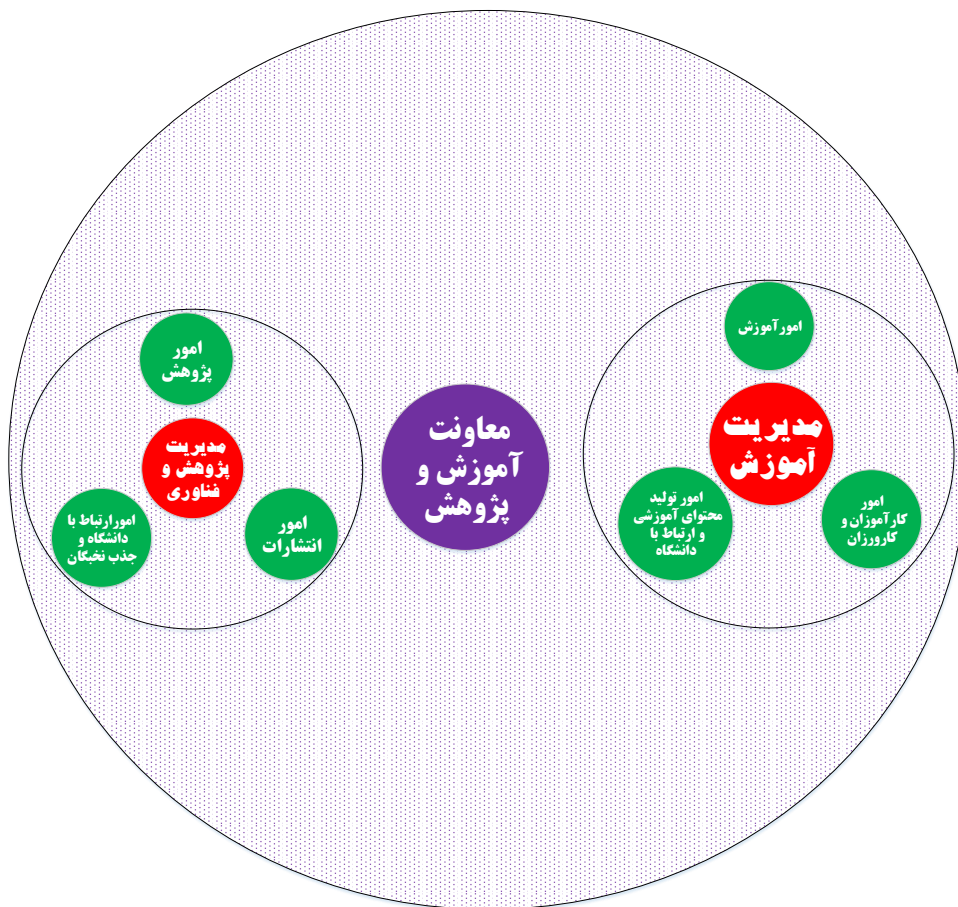 امورآموزش
مدیریت
آموزش
امور
کارآموزان و
کارورزان
امور تولید
محتوای آموزشی
و ارتباط با
دانشگاه
معاونت
آموزش و
پژوهش
امور
پژوهش
مدیریت
پژوهش و
فناوری
امور
انتشارات
امورارتباط با
دانشگاه و
جذب نخبگان